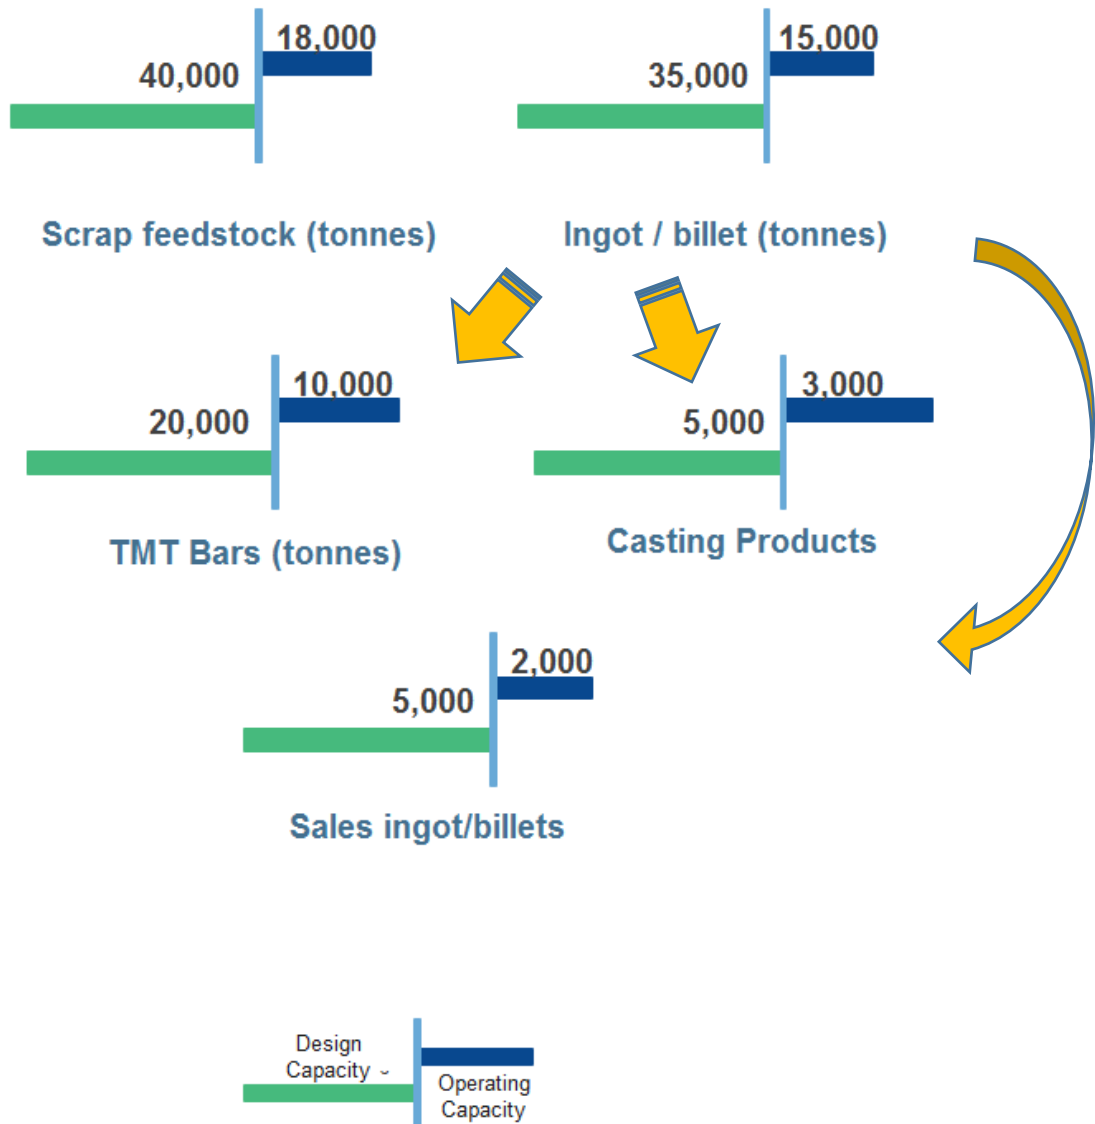 18,000
40,000
Scrap feedstock (tonnes)
15,000
35,000
Ingot / billet (tonnes)
10,000
20,000
TMT Bars (tonnes)
3,000
5,000
Casting Products
2,000
5,000
Sales ingot/billets
Design
Capacity
Operating
Capacity